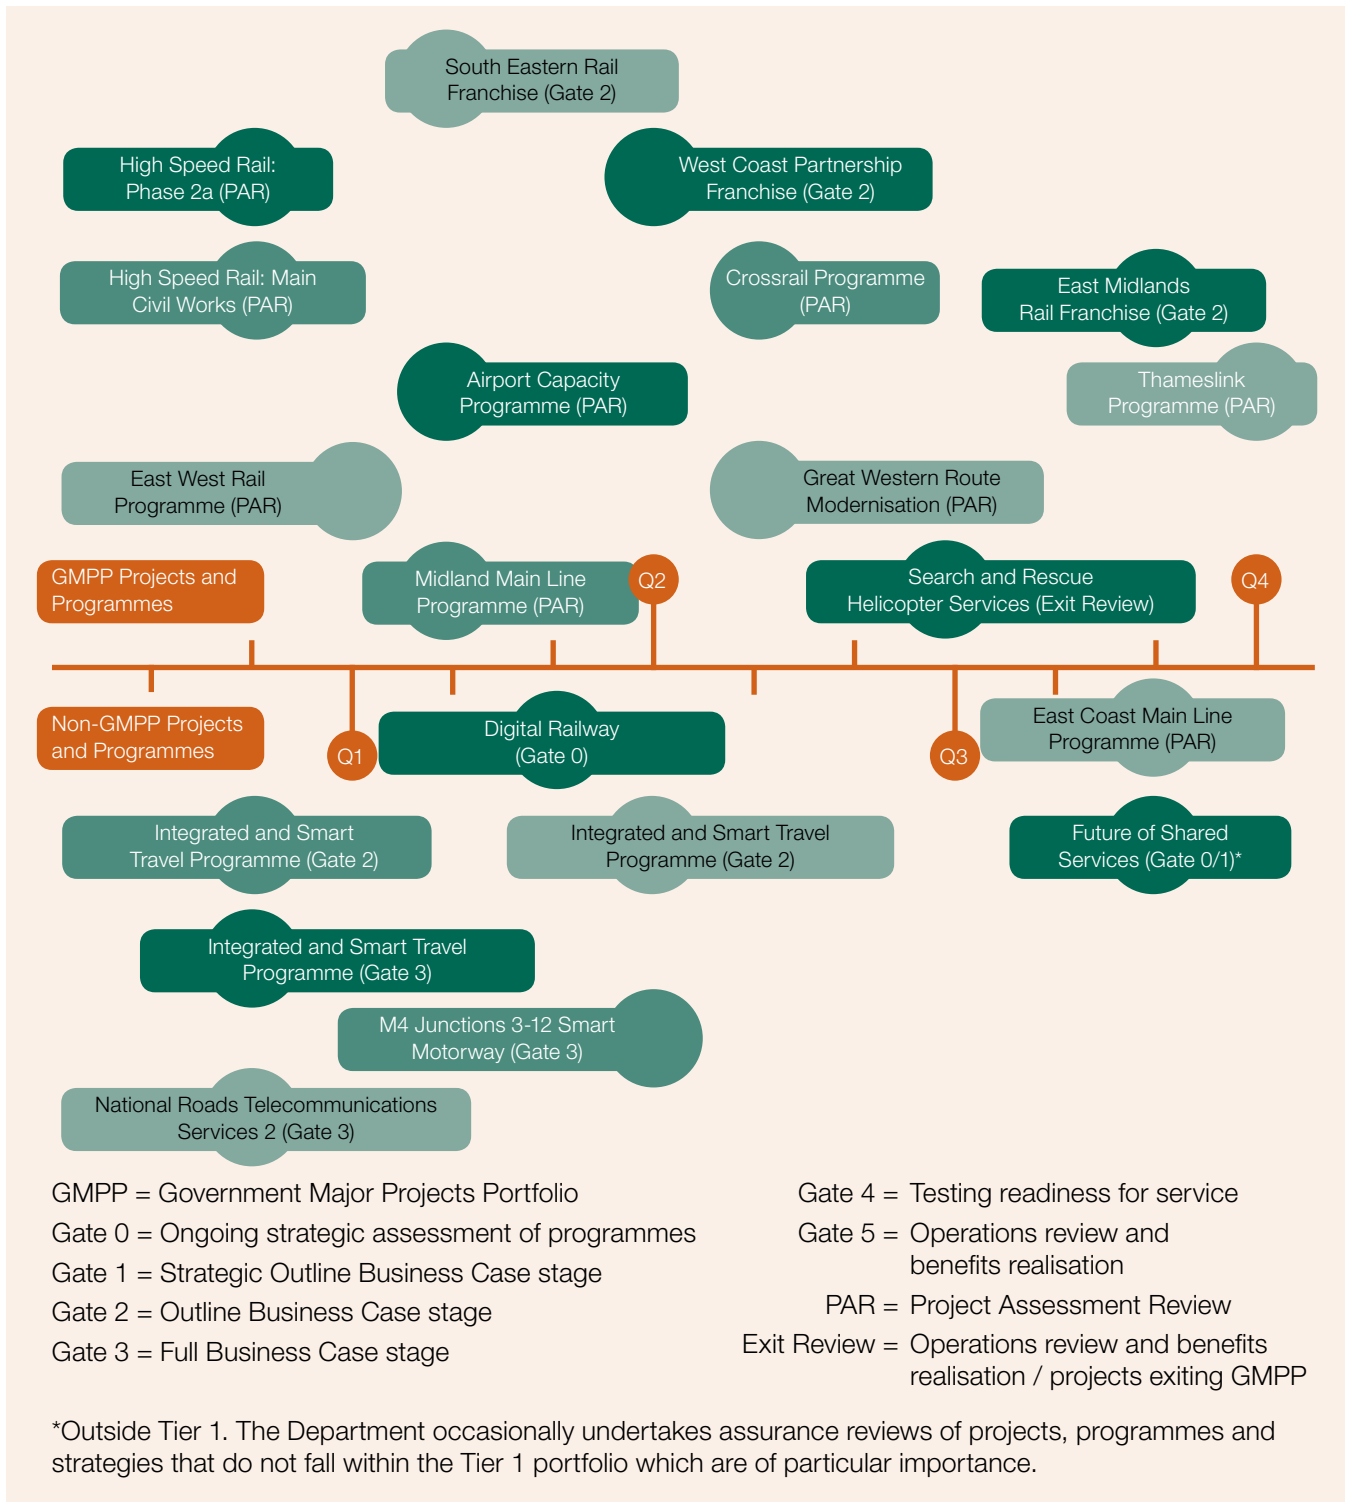 South Eastern Rail
Franchise (Gate 2)
High Speed Rail:
Phase 2a (PAR)
West Coast Partnership
Franchise (Gate 2)
High Speed Rail: Main
Civil Works (PAR)
Crossrail Programme
(PAR)
East Midlands
Rail Franchise (Gate 2)
Airport Capacity
Programme (PAR)
Thameslink
Programme (PAR)
East West Rail
Programme (PAR)
Great Western Route
Modernisation (PAR)
GMPP Projects and
Programmes
Midland Main Line
Programme (PAR)
Q2
Search and Rescue
Helicopter Services (Exit Review)
Q4
Non-GMPP Projects
and Programmes
Q1
Digital Railway
(Gate 0)
Q3
East Coast Main Line
Programme (PAR)
Integrated and Smart
Travel Programme (Gate 2)
Integrated and Smart Travel
Programme (Gate 2)
Future of Shared
Services (Gate 0/1)*
Integrated and Smart Travel
Programme (Gate 3)
M4 Junctions 3-12 Smart
Motorway (Gate 3)
National Roads Telecommunications
Services 2 (Gate 3)
GMPP = Government Major Projects Portfolio
Gate 0 = Ongoing strategic assessment of programmes
Gate 1 = Strategic Outline Business Case stage
Gate 2 = Outline Business Case stage
Gate 3 = Full Business Case stage
Gate 4 = Testing readiness for service
Gate 5 = Operations review and
benefits realisation
PAR = Project Assessment Review
Exit Review = Operations review and benefits
realisation / projects exiting GMPP
*Outside Tier 1. The Department occasionally undertakes assurance reviews of projects, programmes and
strategies that do not fall within the Tier 1 portfolio which are of particular importance.